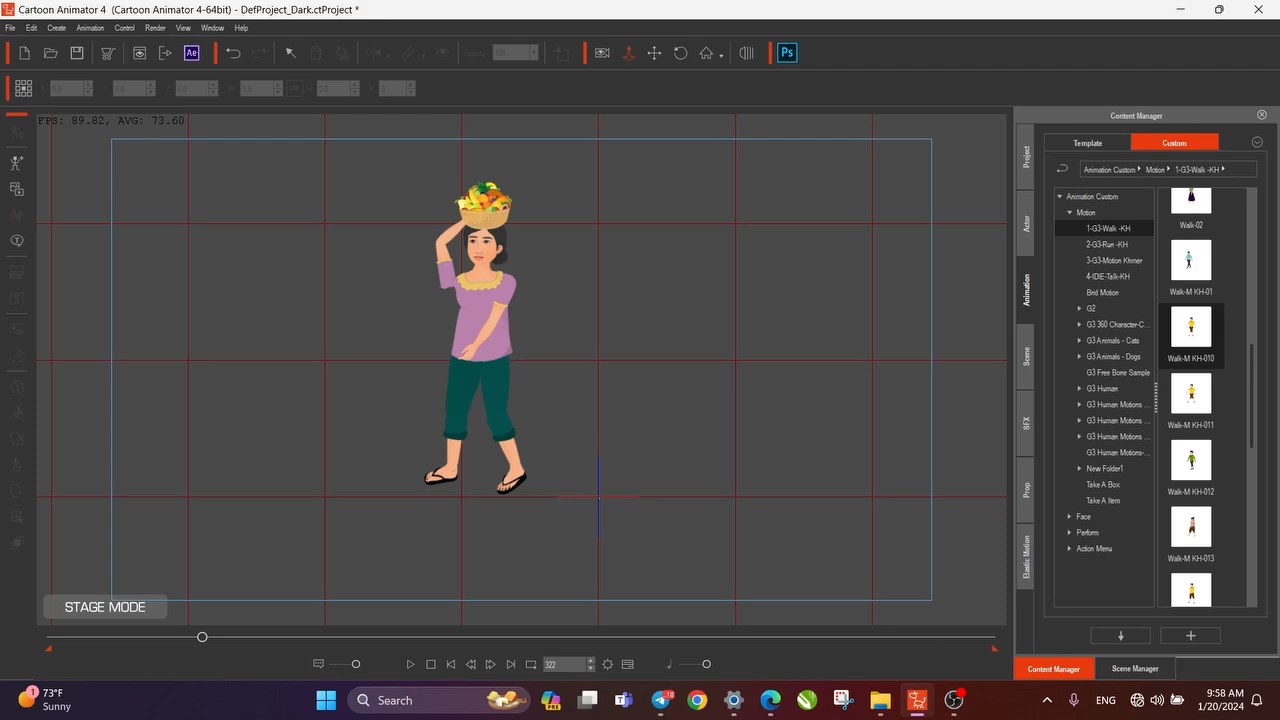 Cartoon Animator 4 (Cartoon Animator 4-64bit) - DefProject_Dark.ctProject *
File Edit Create Animation Control Render Settings View Window Help
Ae
100
Ps
FPS: 89.82, AVG: 73.60
Content Manager
Template
Custom
Animation Custom Motion 1-G3-Walk -KH
Project
Actor
Animation
Scene
SFX
Prop
Elastic Motion
Animation Custom
Motion
1-G3-Walk -KH
2-G3-Run -KH
3-G3-Motion Khmer
4-IDIE-Talk-KH
Brid Motion
G2
G3 360 Character-C...
G3 Animals - Cats
G3 Animals - Dogs
G3 Free Bone Sample
G3 Human
G3 Human Motions ...
G3 Human Motions ...
G3 Human Motions ...
G3 Human Motions-...
New Folder1
Take A Box
Take A Item
Face
Perform
Action Menu
Walk-02
Walk-M KH-01
Walk-M KH-010
Walk-M KH-011
Walk-M KH-012
Walk-M KH-013
STAGE MODE
322
Content Manager
Scene Manager
1
73°F
Sunny
Search
PRE
18
ENG
9:58 AM
1/20/2024